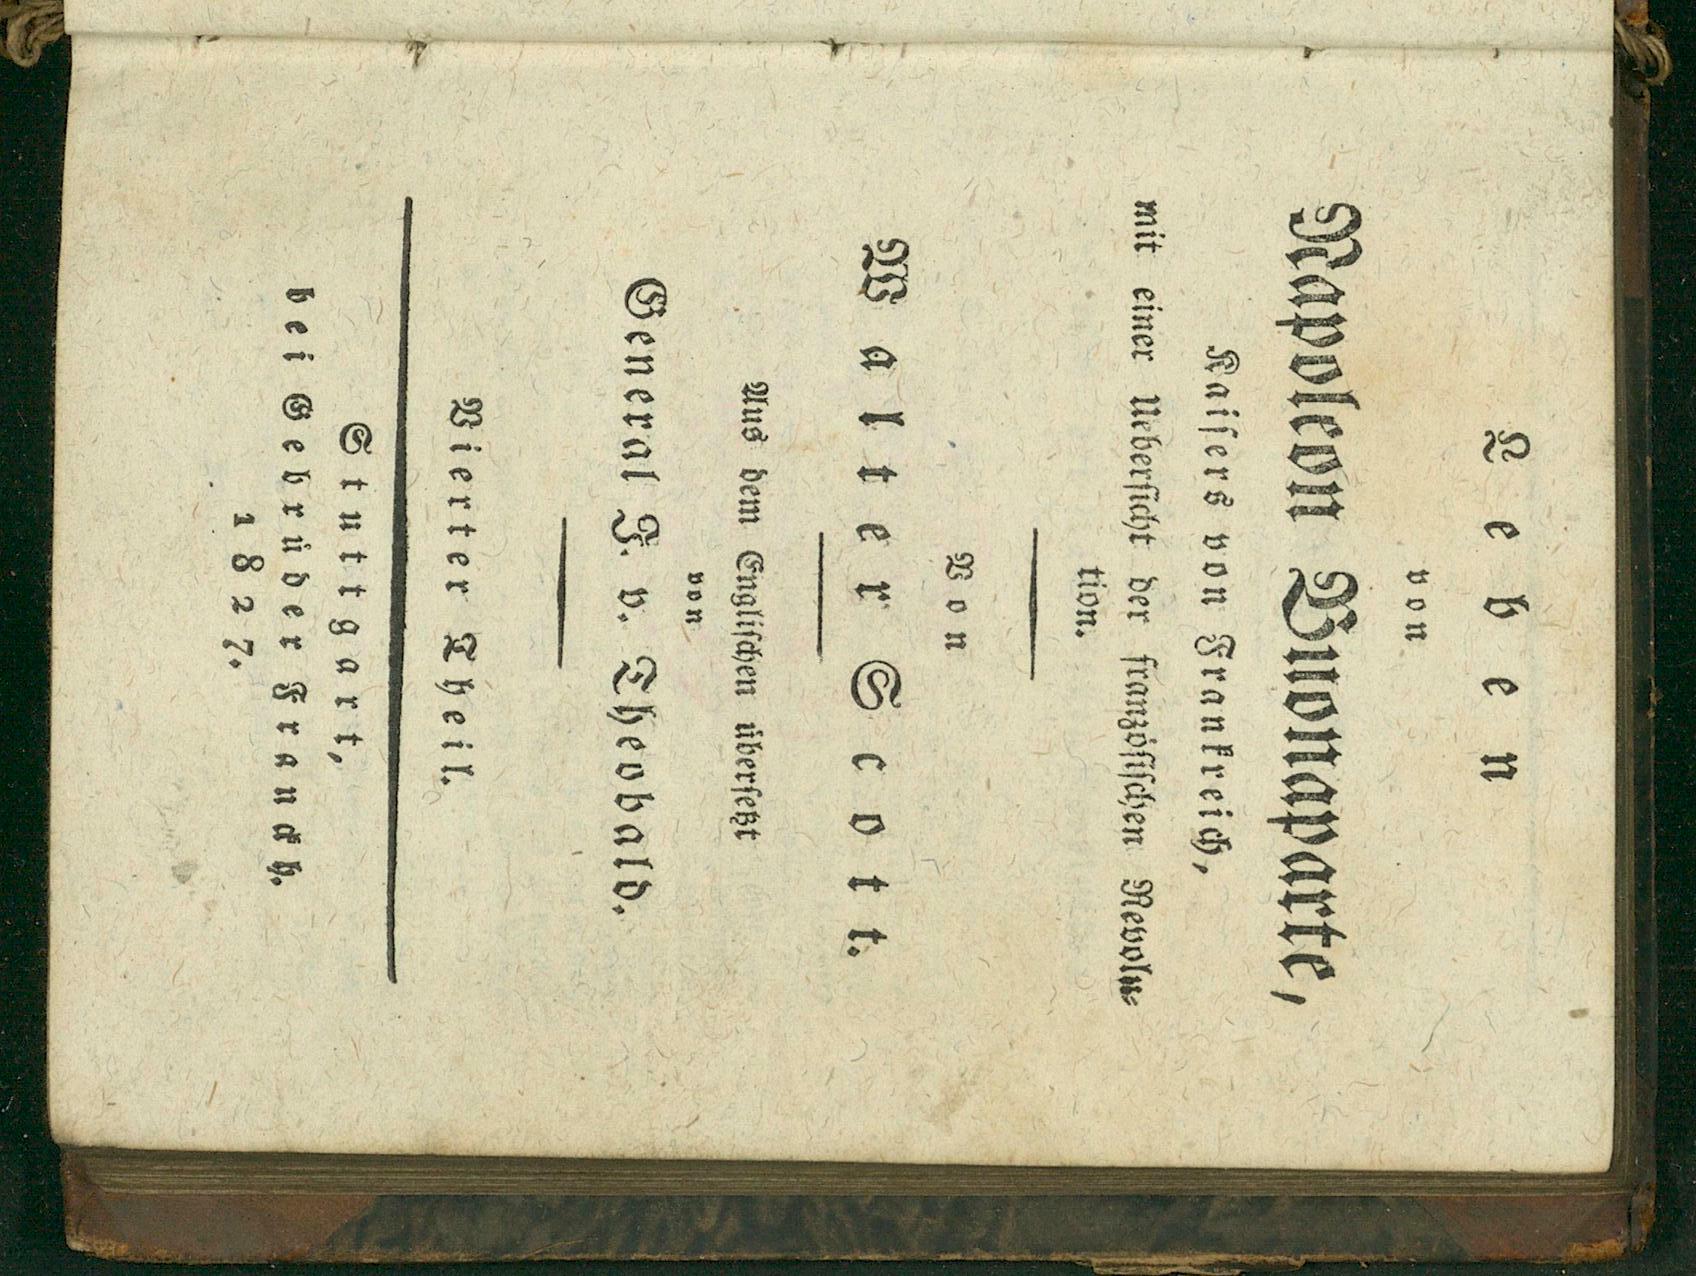 Leben
von
Napoleon Buonaparte,
Kaisers von Frankreich,
mit einer Uebersicht der französischen Revolu-
tion.
Von
Walter Scott.
Aus dem Englischen übersetzt
von
General F. v. Theobald.
Vierter Theil.
Stuttgart,
bei Gebrüder Franckh.
1827.